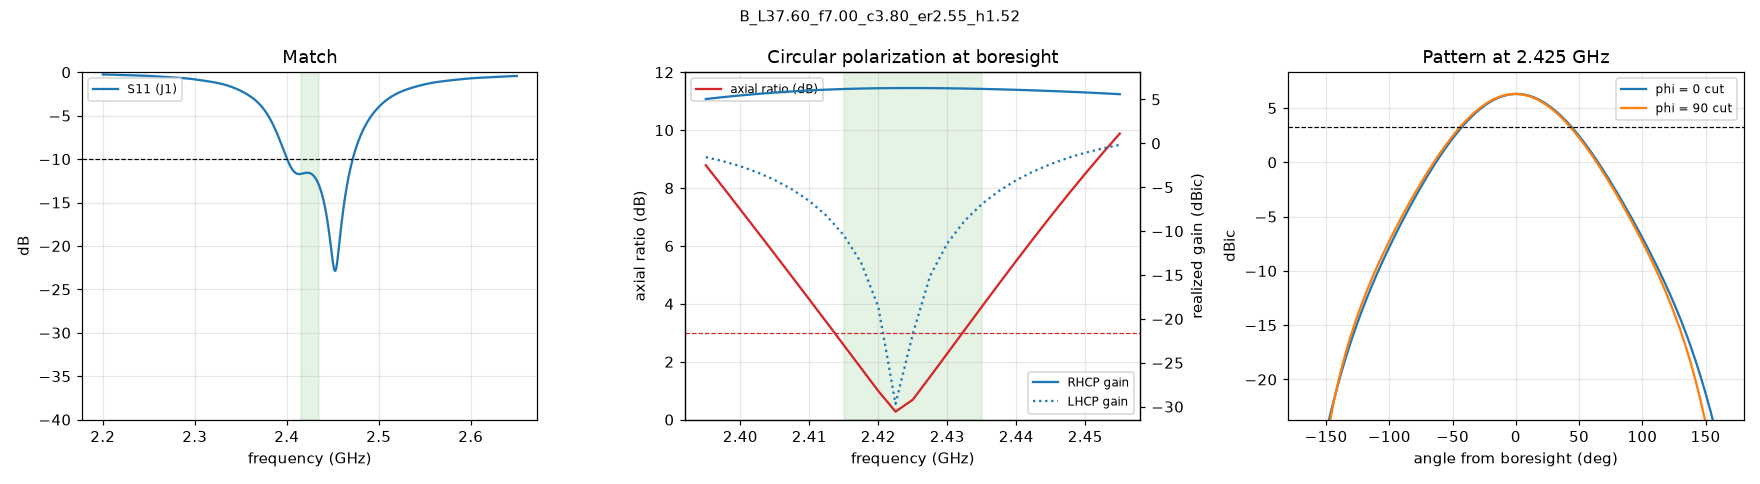 B_L37.60_f7.00_c3.80_er2.55_h1.52
Match
0
−5
−10
−15
−20
−25
−30
−35
−40
dB
2.2
2.3
2.4
2.5
2.6
frequency (GHz)
S11 (J1)
Circular polarization at boresight
12
10
8
6
4
2
0
axial ratio (dB)
2.40
2.41
2.42
2.43
2.44
2.45
frequency (GHz)
axial ratio (dB)
5
0
−5
−10
−15
−20
−25
−30
realized gain (dBic)
RHCP gain
LHCP gain
Pattern at 2.425 GHz
5
0
−5
−10
−15
−20
dBic
−150
−100
−50
0
50
100
150
angle from boresight (deg)
phi = 0 cut
phi = 90 cut